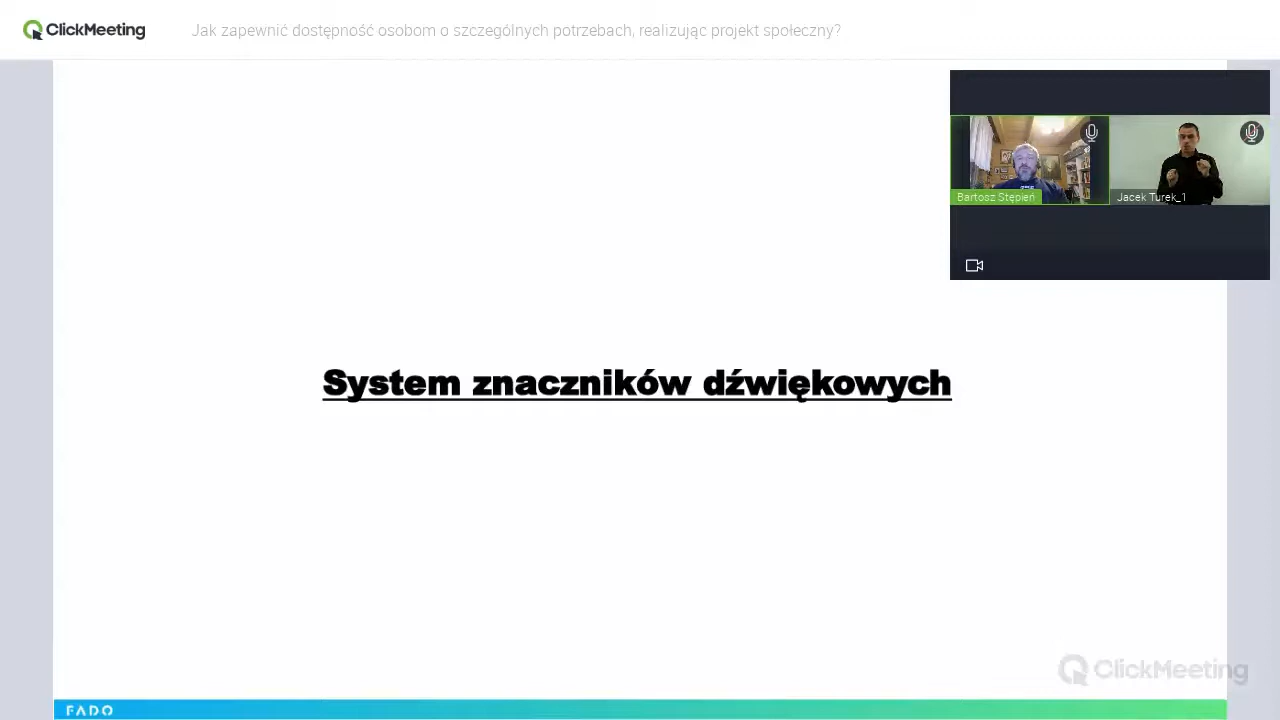 ClickMeeting
Jak zapewnić dostępność osobom o szczególnych potrzebach, realizując projekt społeczny?
Bartosz Stępień
Jacek Turek_1
System znaczników dźwiękowych
ClickMeeting
FADO